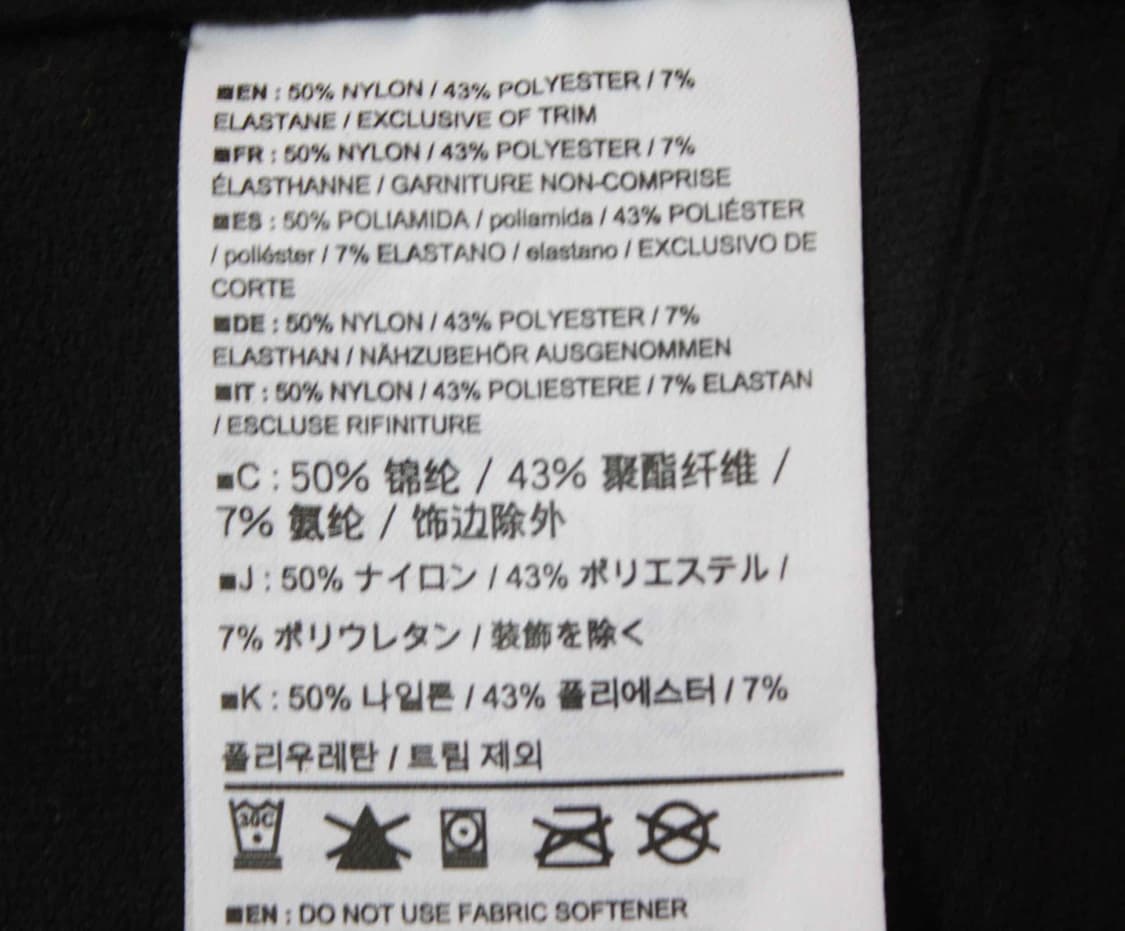 ■EN : 50% NYLON / 43% POLYESTER / 7%
ELASTANE / EXCLUSIVE OF TRIM
■FR : 50% NYLON / 43% POLYESTER / 7%
ÉLASTHANNE / GARNITURE NON-COMPRISE
■ES : 50% POLIAMIDA / poliamida / 43% POLIÉSTER
/ poliéster / 7% ELASTANO / elastano / EXCLUSIVO DE
CORTE
■DE : 50% NYLON / 43% POLYESTER / 7%
ELASTHAN / NÄHZUBEHÖR AUSGENOMMEN
■IT : 50% NYLON / 43% POLIESTERE / 7% ELASTAN
/ ESCLUSE RIFINITURE
■C : 50% 锦纶 / 43% 聚酯纤维 /
7% 氨纶 / 饰边除外
■J : 50% ナイロン / 43% ポリエステル /
7% ポリウレタン / 装飾を除く
■K : 50% 나일론 / 43% 폴리에스터 / 7%
폴리우레탄 / 트림 제외
30C
■EN : DO NOT USE FABRIC SOFTENER